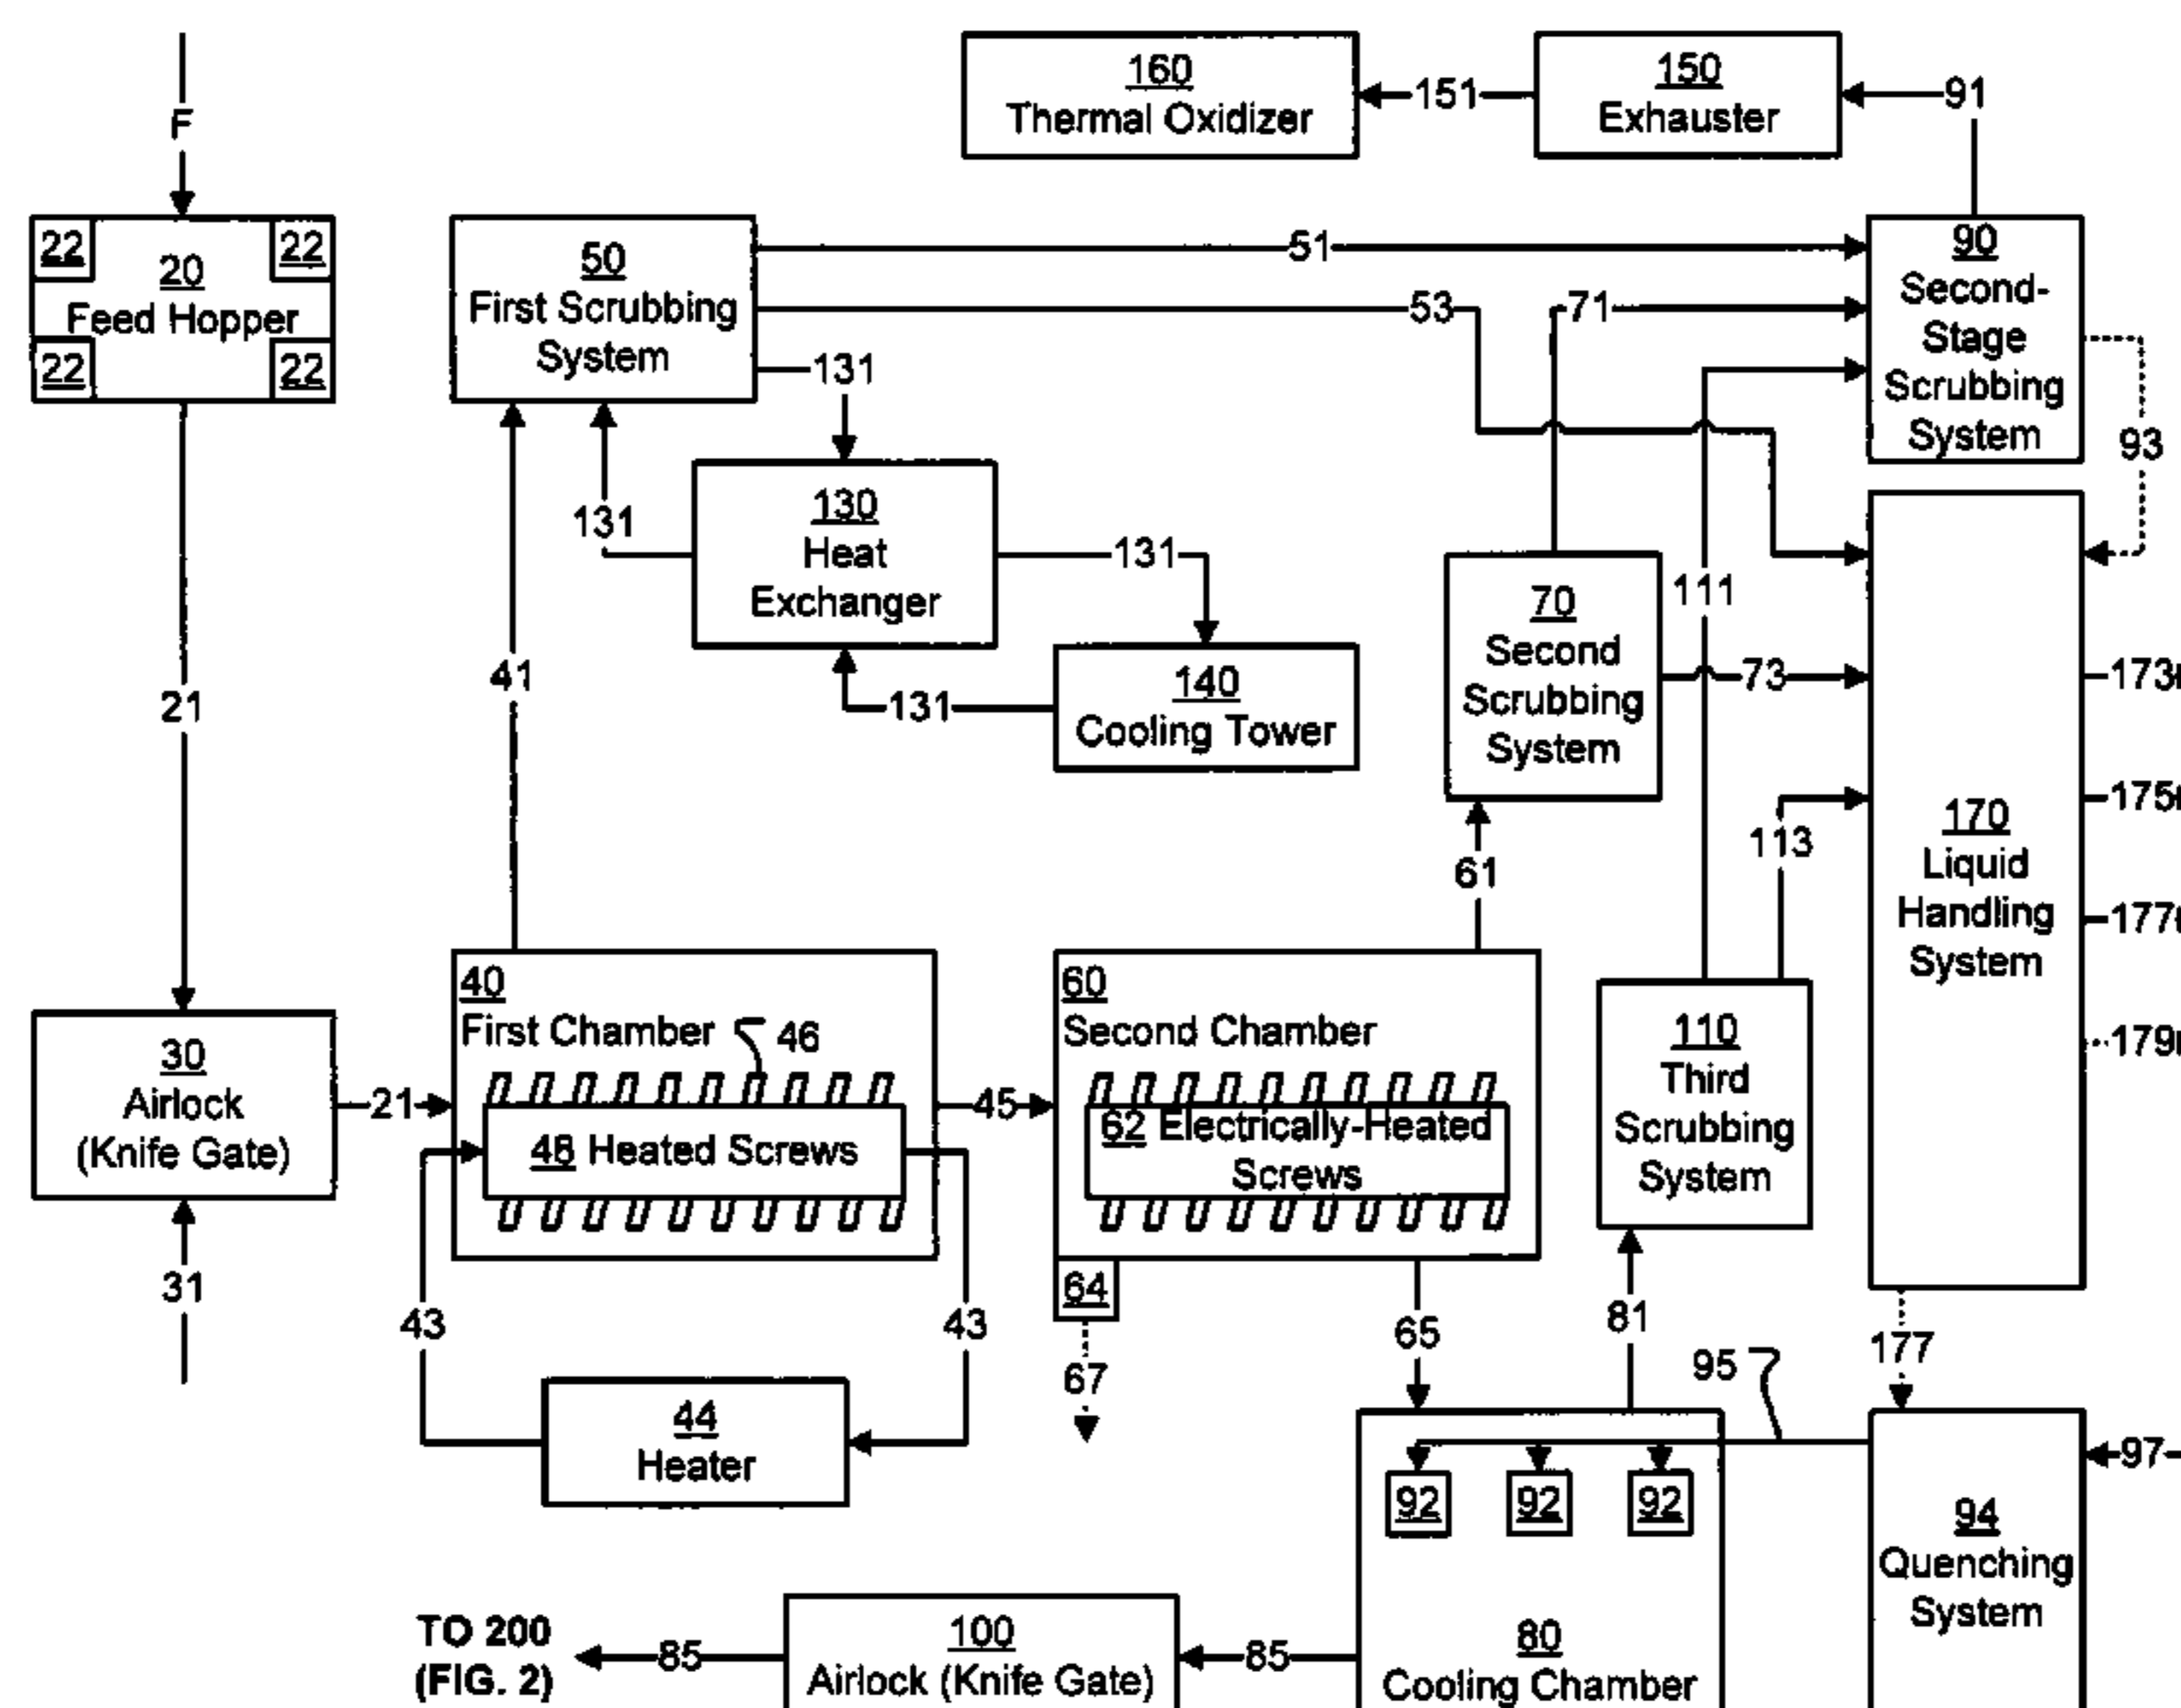 F
160
Thermal Oxidizer
151
150
Exhauster
91
22
22
20
Feed Hopper
22
22
50
First Scrubbing
System
51
53
71
90
Second-
Stage
Scrubbing
System
93
131
131
130
Heat
Exchanger
131
131
140
Cooling Tower
41
21
70
Second
Scrubbing
System
111
73
113
61
170
Liquid
Handling
System
173
175
177
179
30
Airlock
(Knife Gate)
21
31
40
First Chamber
46
48 Heated Screws
45
60
Second Chamber
62 Electrically-Heated
Screws
64
67
65
110
Third
Scrubbing
System
81
43
43
44
Heater
95
177
92
92
92
97
94
Quenching
System
80
Cooling Chamber
85
100
Airlock (Knife Gate)
85
TO 200
(FIG. 2)